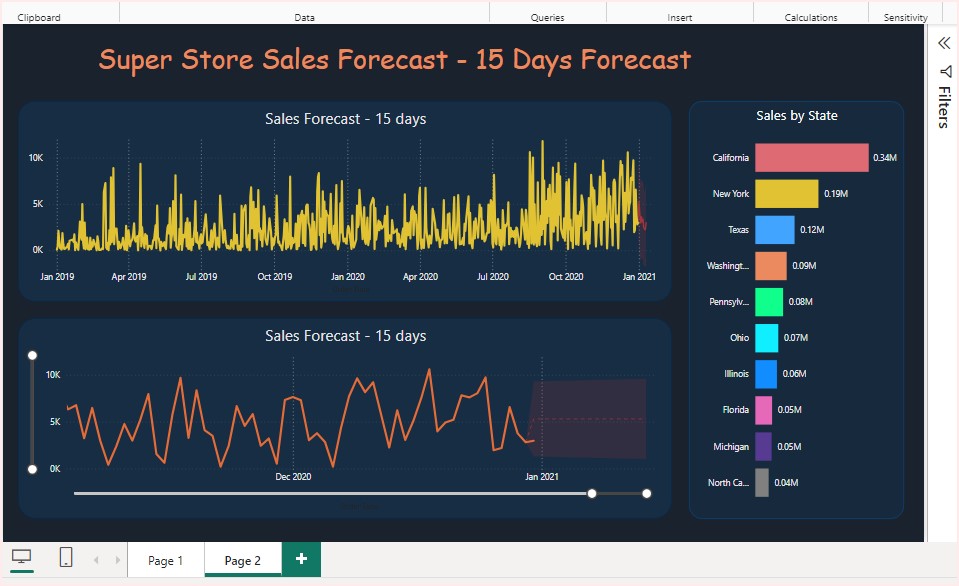 Clipboard Data Queries Insert Calculations Sensitivity
Super Store Sales Forecast - 15 Days Forecast
Filters
Sales Forecast - 15 days
10K
5K
0K
Jan 2019 Apr 2019 Jul 2019 Oct 2019 Jan 2020 Apr 2020 Jul 2020 Oct 2020 Jan 2021
Sales Forecast - 15 days
10K
5K
0K
Dec 2020 Jan 2021
Sales by State
California 0.34M
New York 0.19M
Texas 0.12M
Washingt... 0.09M
Pennsylv... 0.08M
Ohio 0.07M
Illinois 0.06M
Florida 0.05M
Michigan 0.05M
North Ca... 0.04M
Page 1 Page 2 +